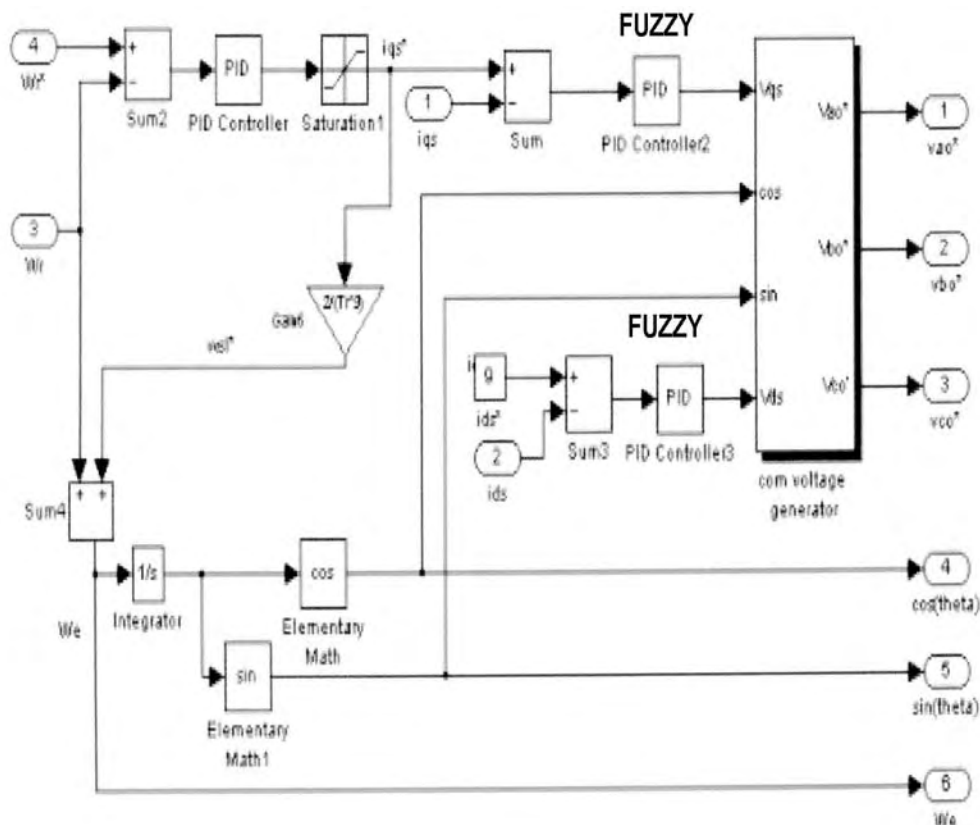 FUZZY
4
Wr*
Sum2
PID
PID Controller
Saturation1
iqs*
1
iqs
Sum
PID
PID Controller2
Vqs
cos
sin
Vds
Vao*
Vbo*
Vco*
com voltage
generator
1
vao*
2
vbo*
3
vco*
3
Wr
2/(Tr*9)
Gain6
wsl*
FUZZY
9
ids*
2
ids
Sum3
PID
PID Controller3
Sum4
We
1/s
Integrator
cos
Elementary
Math
sin
Elementary
Math1
4
cos(theta)
5
sin(theta)
6
We